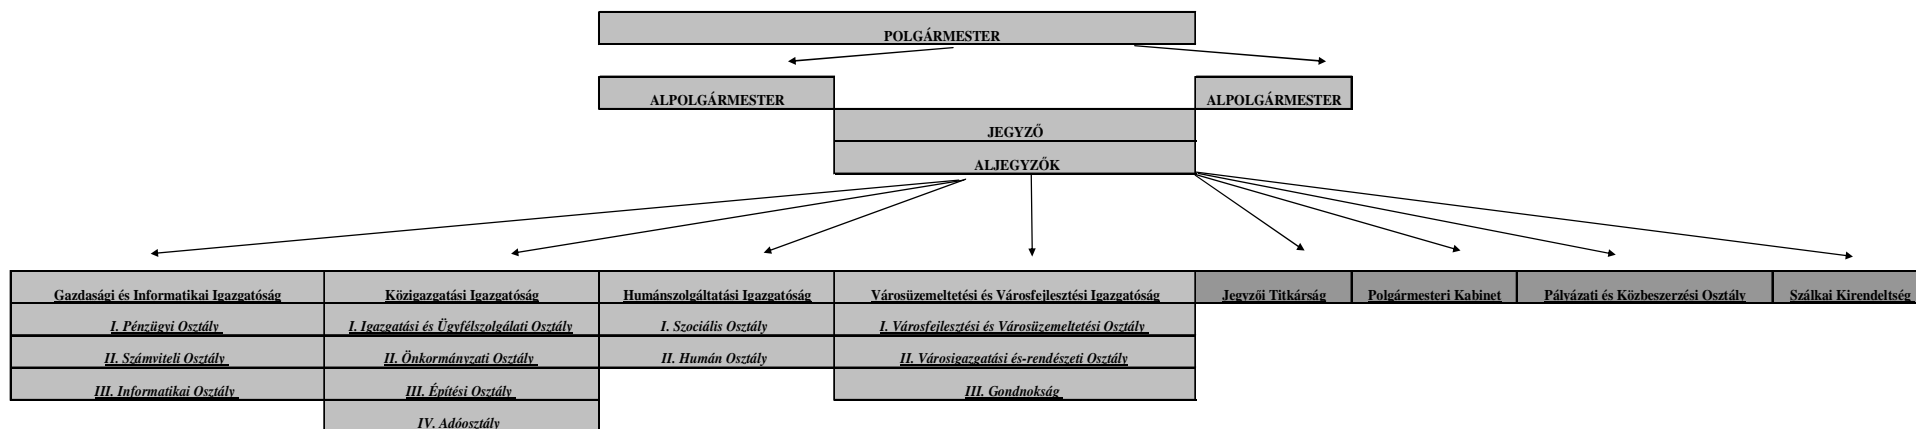 POLGÁRMESTER
ALPOLGÁRMESTER
ALPOLGÁRMESTER
JEGYZŐ
ALJEGYZŐK
Gazdasági és Informatikai Igazgatóság
Közigazgatási Igazgatóság
Humánszolgáltatási Igazgatóság
Városüzemeltetési és Városfejlesztési Igazgatóság
Jegyzői Titkárság
Polgármesteri Kabinet
Pályázati és Közbeszerzési Osztály
Szálkai Kirendeltség
I. Pénzügyi Osztály
I. Igazgatási és Ügyfélszolgálati Osztály
I. Szociális Osztály
I. Városfejlesztési és Városüzemeltetési Osztály
II. Számviteli Osztály
II. Önkormányzati Osztály
II. Humán Osztály
II. Városigazgatási és-rendészeti Osztály
III. Informatikai Osztály
III. Építési Osztály
III. Gondnokság
IV. Adóosztály